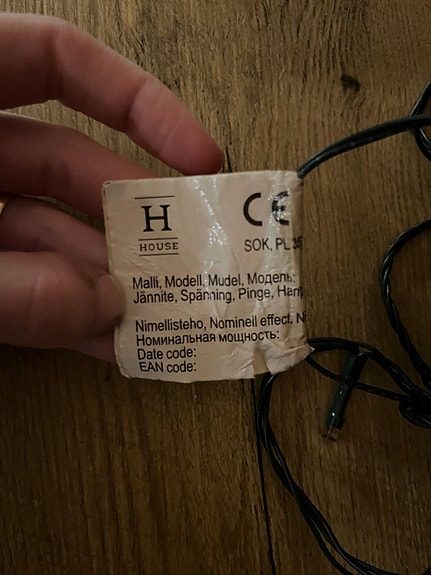 H
HOUSE
CE
SOK, PL
Malli, Modell, Mudel, Модель:
Jännite, Spänning, Pinge,
Nimellisteho, Nominell effect,
Номинальная мощность:
Date code:
EAN code: